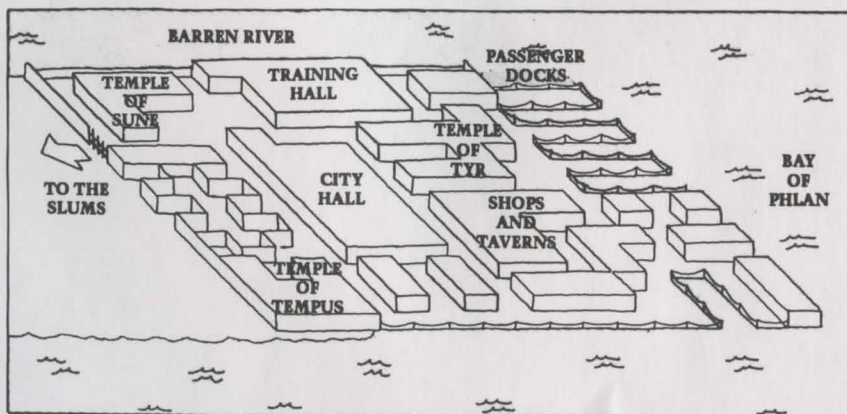 BARREN RIVER
PASSENGER
DOCKS
TEMPLE
OF
SUNE
TRAINING
HALL
TEMPLE
OF
TYR
BAY
OF
PHLAN
TO THE
SLUMS
CITY
HALL
SHOPS
AND
TAVERNS
TEMPLE
OF
TEMPUS